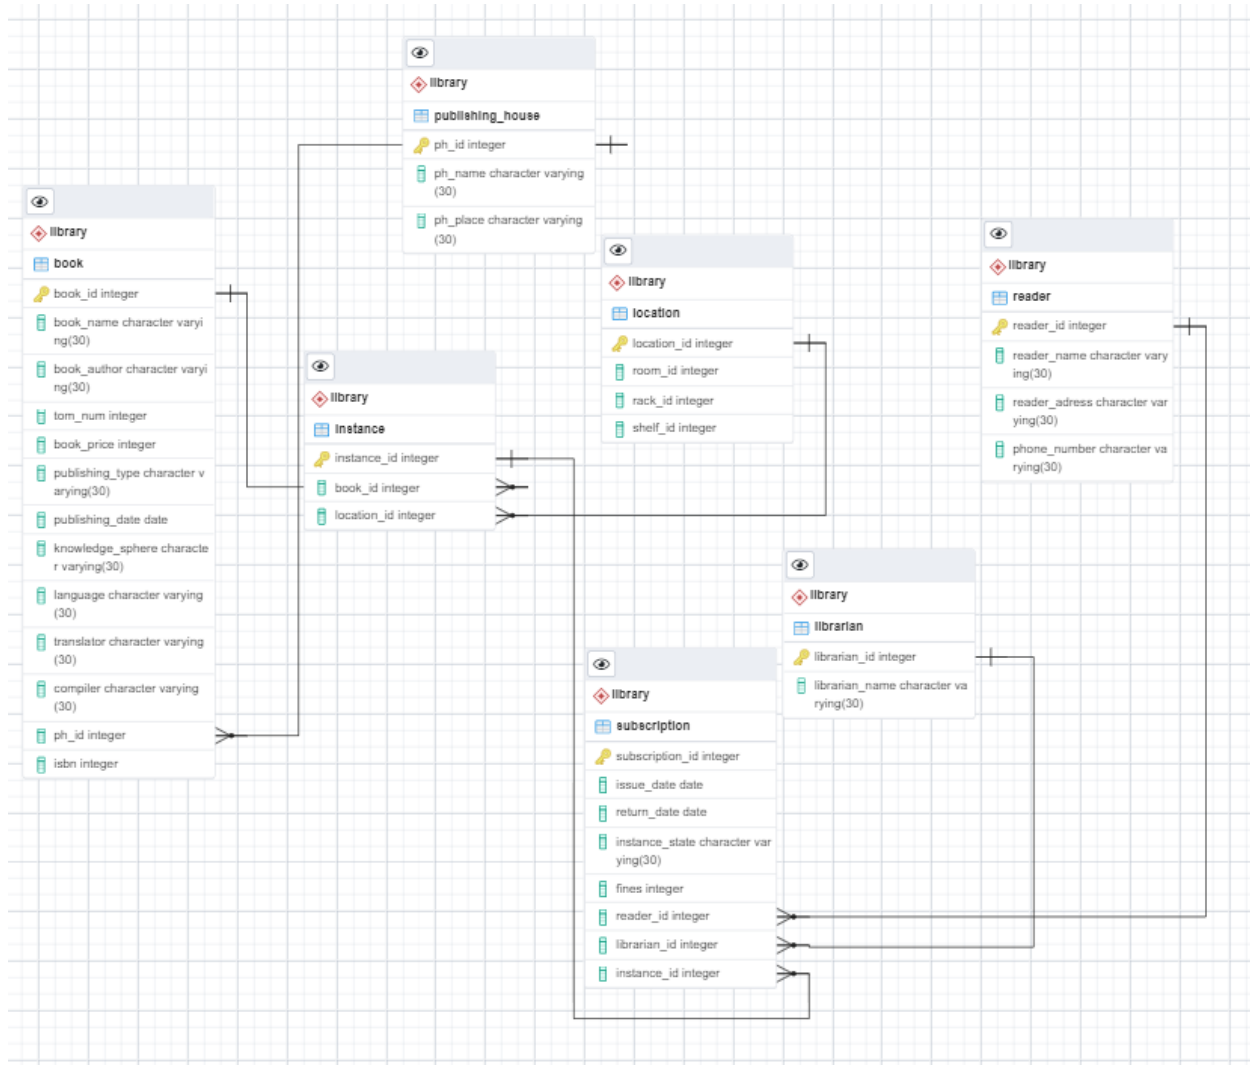 library
publishing_house
ph_id integer
ph_name character varying
(30)
ph_place character varying
(30)
library
book
book_id integer
book_name character varyi
ng(30)
book_author character varyi
ng(30)
tom_num integer
book_price integer
publishing_type character v
arying(30)
publishing_date date
knowledge_sphere characte
r varying(30)
language character varying
(30)
translator character varying
(30)
compiler character varying
(30)
ph_id integer
isbn integer
library
instance
instance_id integer
book_id integer
location_id integer
library
location
location_id integer
room_id integer
rack_id integer
shelf_id integer
library
reader
reader_id integer
reader_name character vary
ing(30)
reader_adress character var
ying(30)
phone_number character va
rying(30)
library
librarian
librarian_id integer
librarian_name character va
rying(30)
library
subscription
subscription_id integer
issue_date date
return_date date
instance_state character var
ying(30)
fines integer
reader_id integer
librarian_id integer
instance_id integer